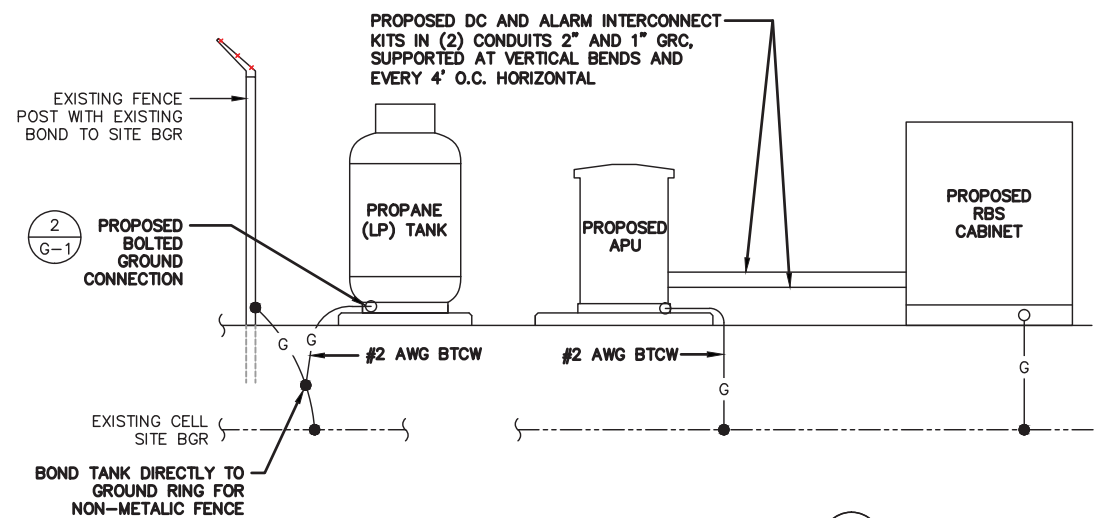 PROPOSED DC AND ALARM INTERCONNECT
KITS IN (2) CONDUITS 2" AND 1" GRC,
SUPPORTED AT VERTICAL BENDS AND
EVERY 4' O.C. HORIZONTAL
EXISTING FENCE
POST WITH EXISTING
BOND TO SITE BGR
PROPANE
(LP) TANK
PROPOSED
APU
PROPOSED
RBS
CABINET
2
G-1
PROPOSED
BOLTED
GROUND
CONNECTION
G
G
#2 AWG BTCW
#2 AWG BTCW
G
G
EXISTING CELL
SITE BGR
BOND TANK DIRECTLY TO
GROUND RING FOR
NON-METALIC FENCE